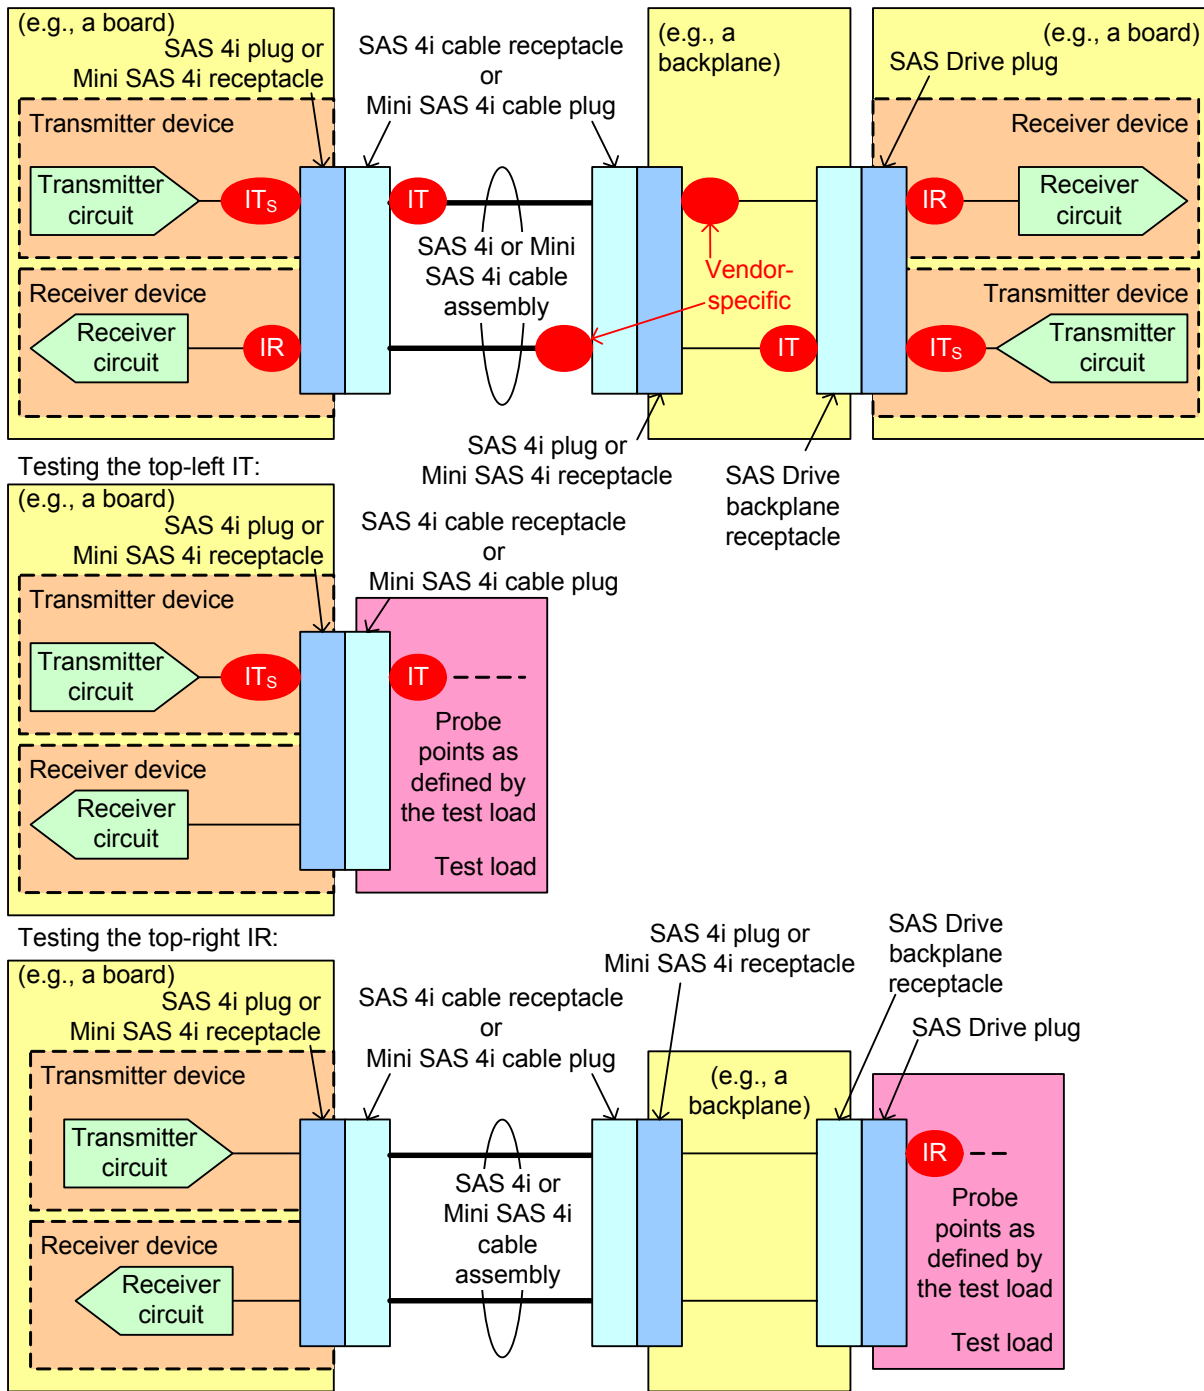 (e.g., a board)
SAS 4i plug or
Mini SAS 4i receptacle
SAS 4i cable receptacle
or
Mini SAS 4i cable plug
(e.g., a
backplane)
(e.g., a board)
SAS Drive plug
Transmitter device
Transmitter
circuit
ITS
IT
IR
Receiver device
Receiver
circuit
SAS 4i or Mini
SAS 4i cable
assembly
Vendor-
specific
Receiver device
Receiver
circuit
IR
IT
ITS
Transmitter device
Transmitter
circuit
SAS 4i plug or
Mini SAS 4i receptacle
SAS Drive
backplane
receptacle
Testing the top-left IT:
(e.g., a board)
SAS 4i plug or
Mini SAS 4i receptacle
SAS 4i cable receptacle
or
Mini SAS 4i cable plug
Transmitter device
Transmitter
circuit
ITS
IT
Probe
points as
defined by
the test load
Test load
Receiver device
Receiver
circuit
Testing the top-right IR:
(e.g., a board)
SAS 4i plug or
Mini SAS 4i receptacle
SAS 4i cable receptacle
or
Mini SAS 4i cable plug
SAS 4i plug or
Mini SAS 4i receptacle
SAS Drive
backplane
receptacle
SAS Drive plug
Transmitter device
Transmitter
circuit
(e.g., a
backplane)
IR
SAS 4i or
Mini SAS 4i
cable
assembly
Probe
points as
defined by
the test load
Test load
Receiver device
Receiver
circuit